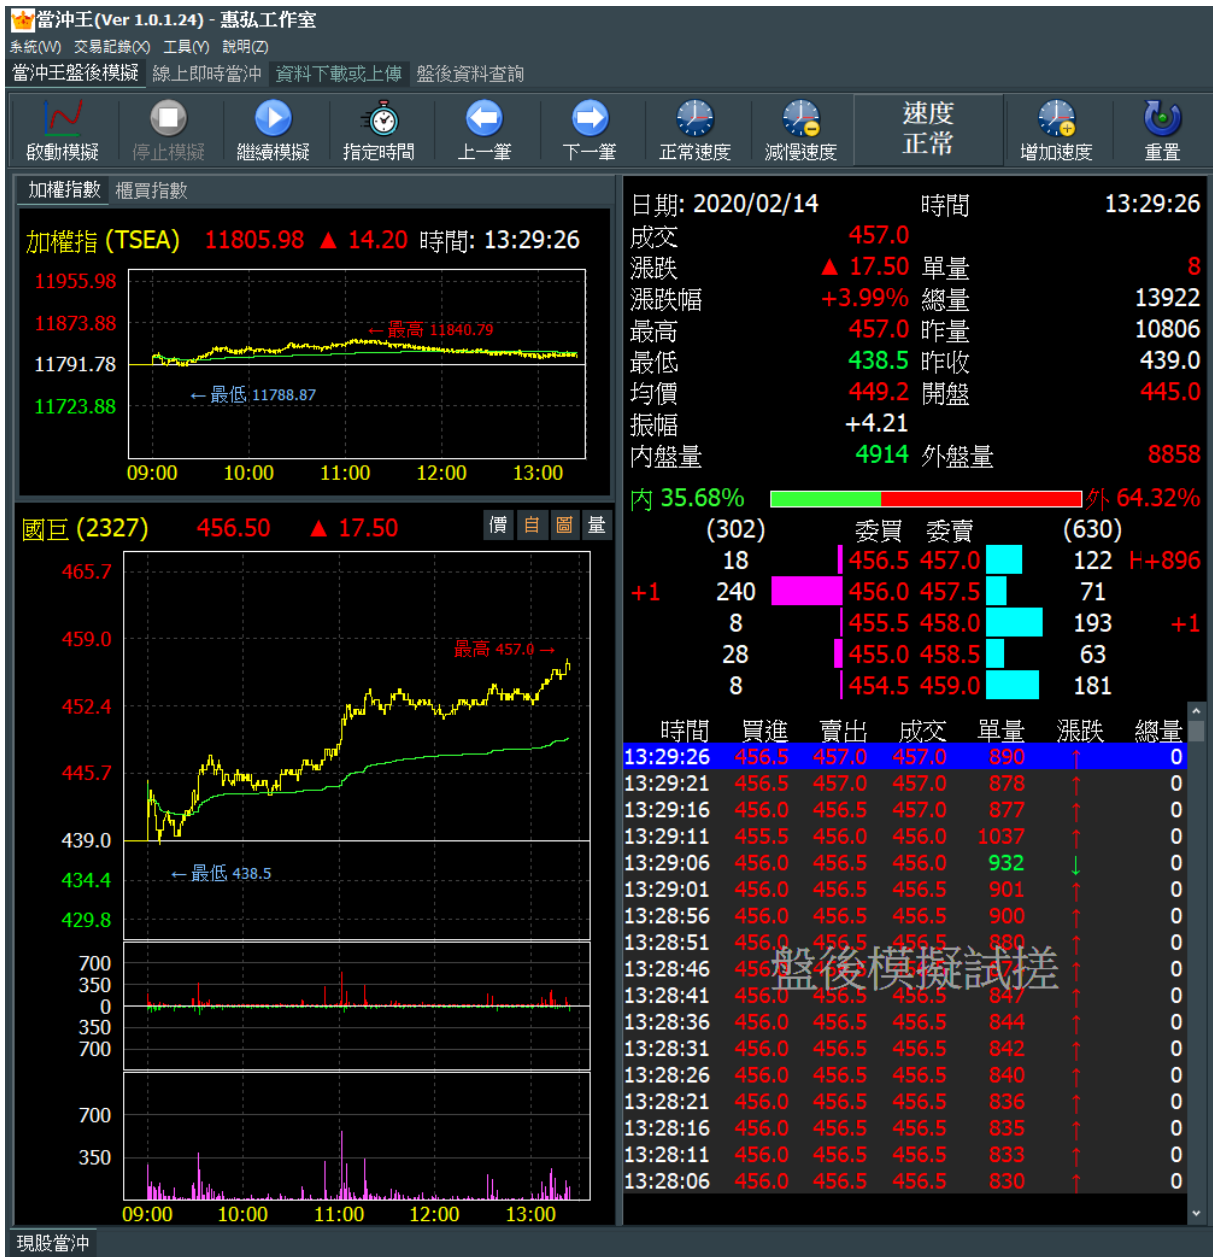 當沖王(Ver 1.0.1.24) - 惠弘工作室
系統(W) 交易記錄(X) 工具(Y) 說明(Z)
當沖王盤後模擬 線上即時當沖 資料下載或上傳 盤後資料查詢
啟動模擬 停止模擬 繼續模擬 指定時間 上一筆 下一筆 正常速度 減慢速度 速度正常 增加速度 重置
加權指數 櫃買指數
加權指 (TSEA) 11805.98 ▲ 14.20 時間: 13:29:26
11955.98
11873.88
←最高 11840.79
11791.78
←最低 11788.87
11723.88
09:00 10:00 11:00 12:00 13:00
國巨 (2327) 456.50 ▲ 17.50 價 自 圖 量
465.7
459.0
最高 457.0→
452.4
445.7
439.0
←最低 438.5
434.4
429.8
700
350
0
350
700
700
350
09:00 10:00 11:00 12:00 13:00
日期: 2020/02/14 時間 13:29:26
成交 457.0
漲跌 ▲ 17.50 單量 8
漲跌幅 +3.99% 總量 13922
最高 457.0 昨量 10806
最低 438.5 昨收 439.0
均價 449.2 開盤 445.0
振幅 +4.21
內盤量 4914 外盤量 8858
內 35.68% 外 64.32%
(302) 委買 委賣 (630)
18 456.5 457.0 122 +896
+1 240 456.0 457.5 71
8 455.5 458.0 193 +1
28 455.0 458.5 63
8 454.5 459.0 181
時間 買進 賣出 成交 單量 漲跌 總量
13:29:26 456.5 457.0 457.0 890 ↑ 0
13:29:21 456.5 457.0 457.0 878 ↑ 0
13:29:16 456.0 456.5 457.0 877 ↑ 0
13:29:11 455.5 456.0 456.0 1037 ↑ 0
13:29:06 456.0 456.5 456.0 932 ↓ 0
13:29:01 456.0 456.5 456.5 901 ↑ 0
13:28:56 456.0 456.5 456.5 900 ↑ 0
13:28:51 456.0 456.5 456.5 880 ↑ 0
盤後模擬試搓
13:28:46 ↑ 0
13:28:41 456.0 456.5 456.5 847 ↑ 0
13:28:36 456.0 456.5 456.5 844 ↑ 0
13:28:31 456.0 456.5 456.5 842 ↑ 0
13:28:26 456.0 456.5 456.5 840 ↑ 0
13:28:21 456.0 456.5 456.5 836 ↑ 0
13:28:16 456.0 456.5 456.5 835 ↑ 0
13:28:11 456.0 456.5 456.5 833 ↑ 0
13:28:06 456.0 456.5 456.5 830 ↑ 0
現股當沖